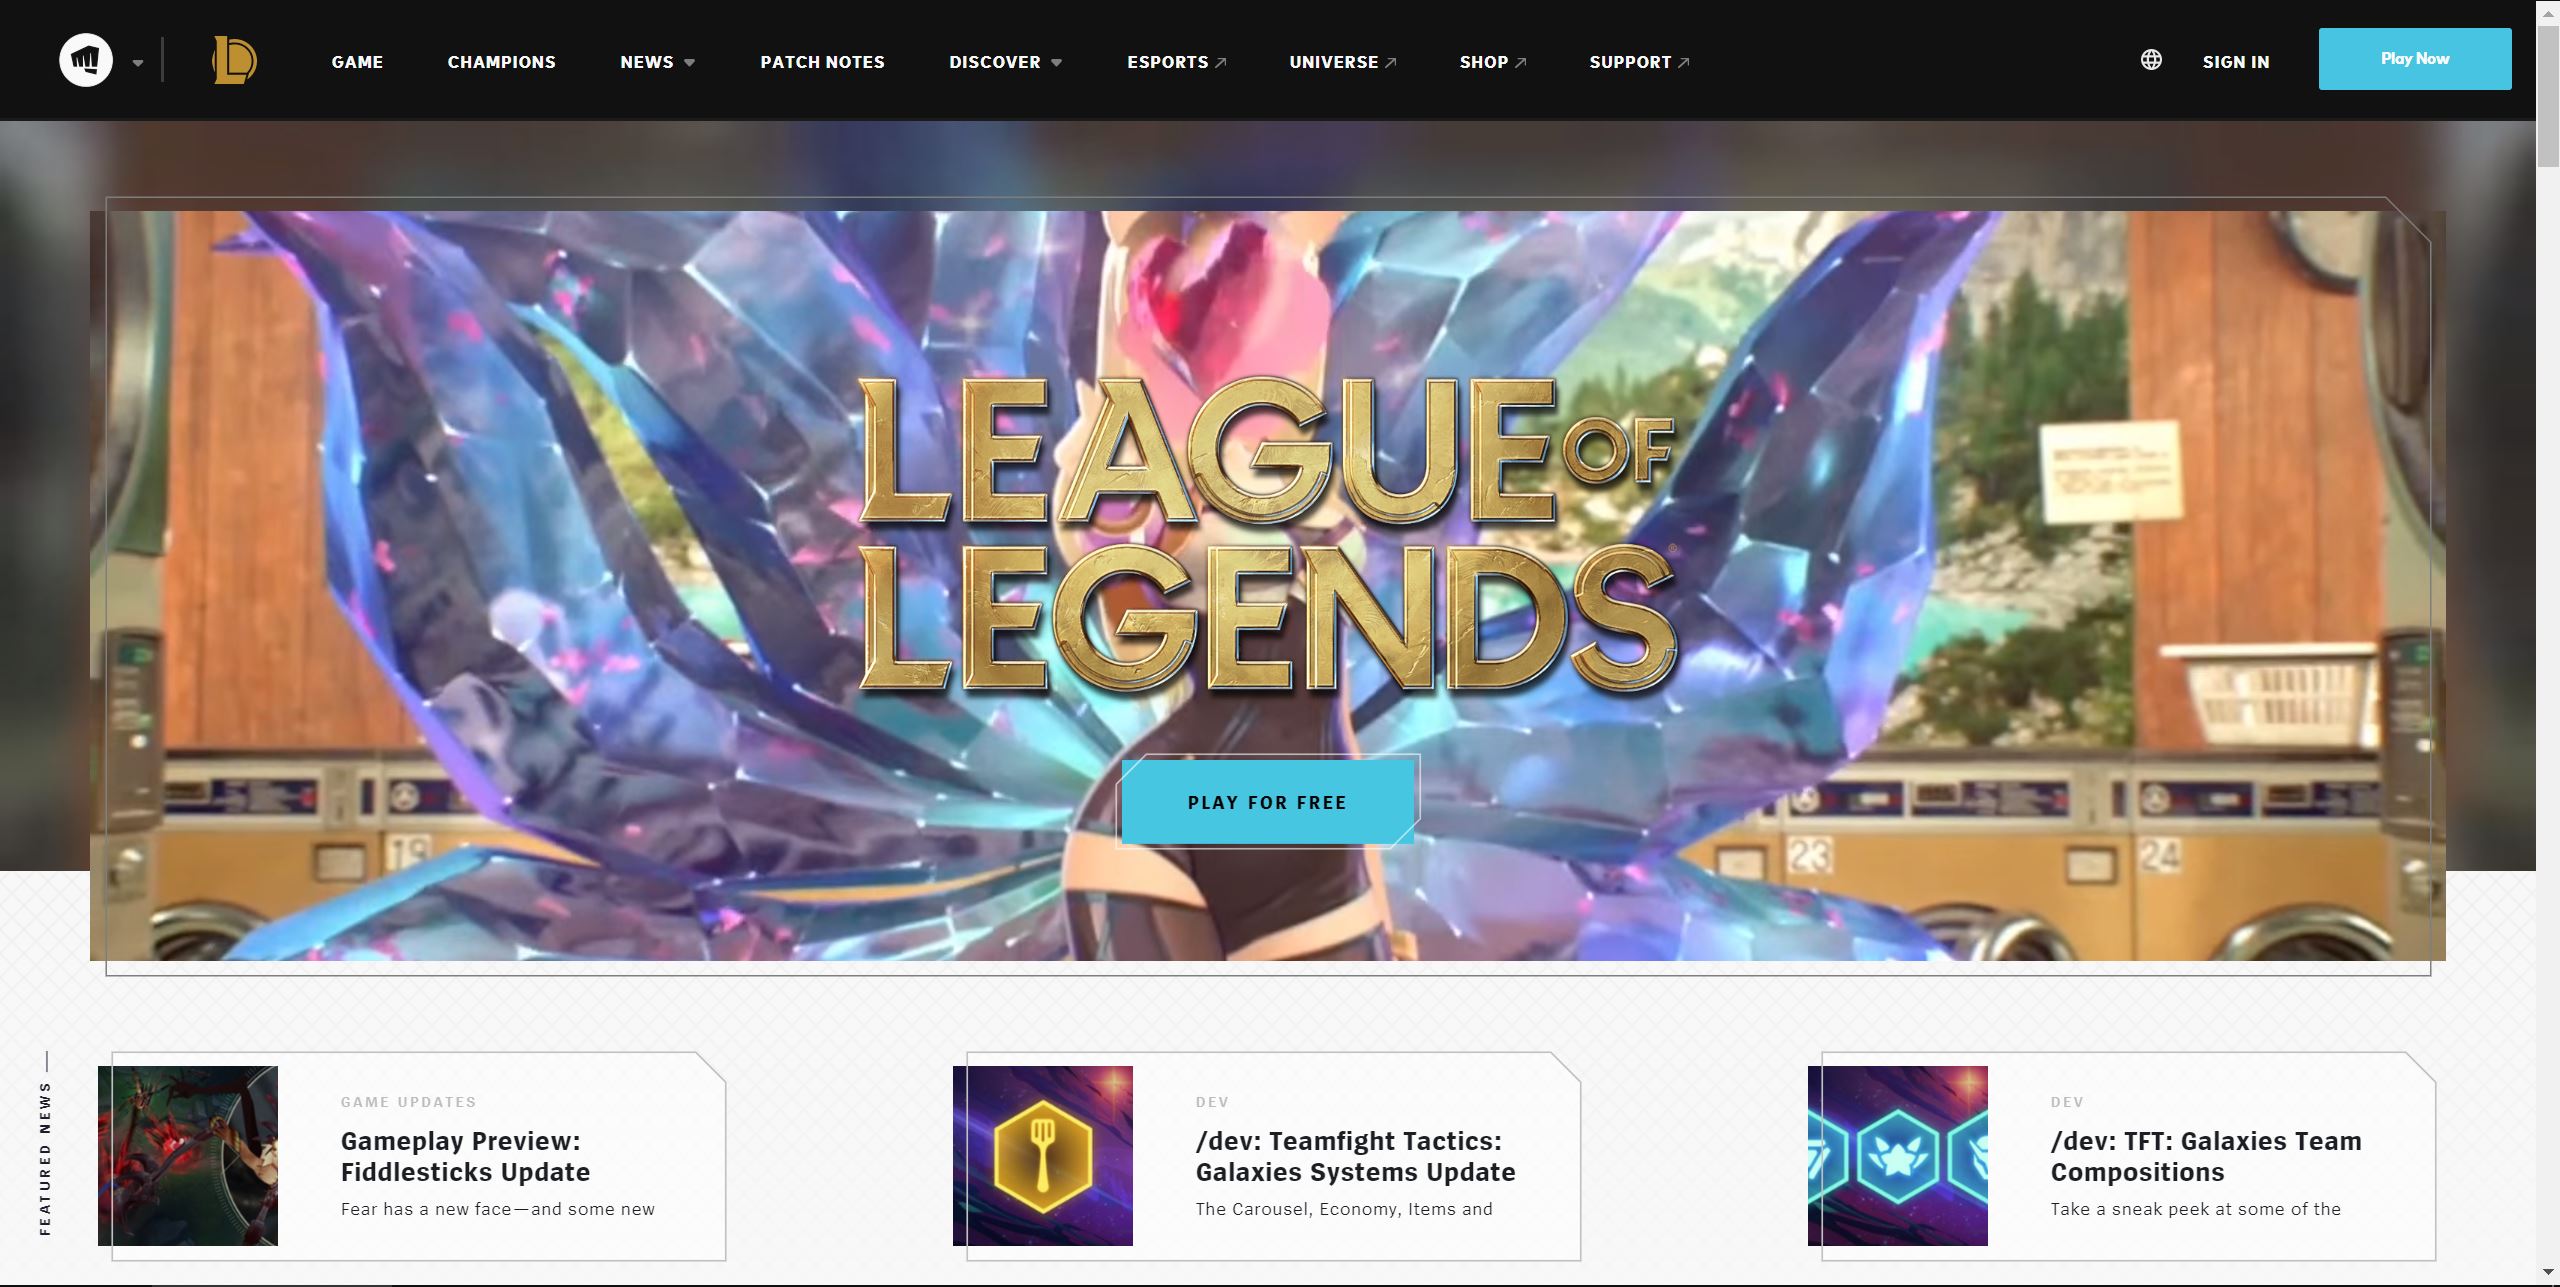 GAME
CHAMPIONS
NEWS
PATCH NOTES
DISCOVER
ESPORTS
UNIVERSE
SHOP
SUPPORT
SIGN IN
Play Now
LEAGUE OF
LEGENDS
®
19
23
24
PLAY FOR FREE
FEATURED NEWS
GAME UPDATES
Gameplay Preview:
Fiddlesticks Update
Fear has a new face—and some new
DEV
/dev: Teamfight Tactics:
Galaxies Systems Update
The Carousel, Economy, Items and
DEV
/dev: TFT: Galaxies Team
Compositions
Take a sneak peek at some of the